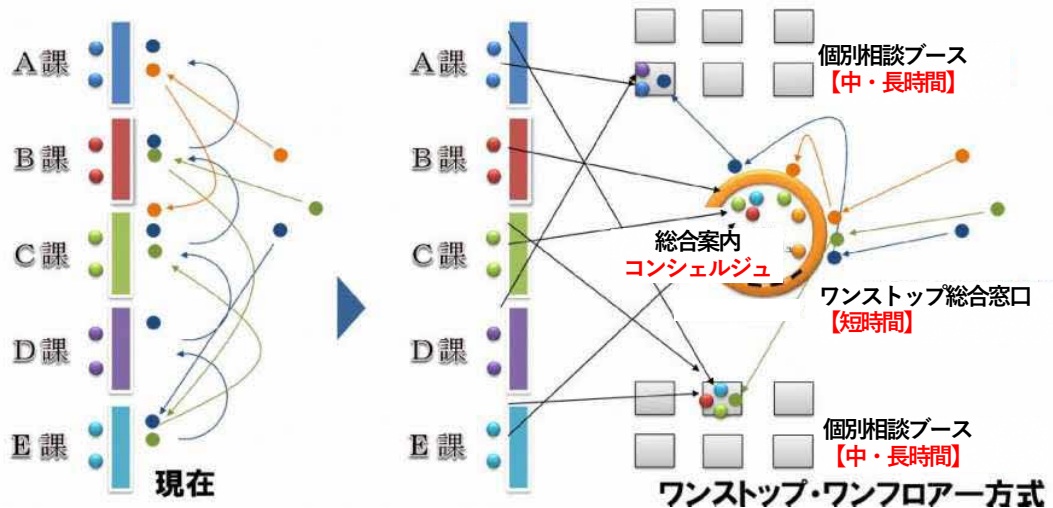 A課
B課
C課
D課
E課
現在
A課
B課
C課
D課
E課
個別相談ブース
【中・長時間】
総合案内
コンシェルジュ
ワンストップ総合窓口
【短時間】
個別相談ブース
【中・長時間】
ワンストップ・ワンフロアー方式